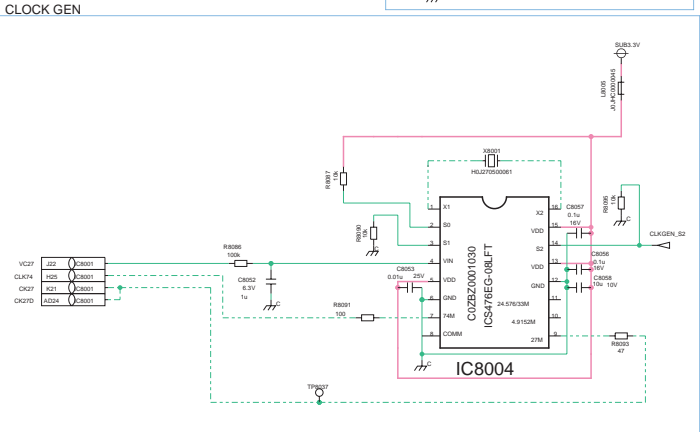 CLOCK GEN
SUB3.3V
L8005
J0JHC0000045
X8001
H0J270500061
R8087
10k
R8090
10k
R8095
10k
C
C
CLKGEN_S2
C8057
0.1u
16V
C8056
0.1u
16V
C8058
10u 10V
1 X1
2 S0
3 S1
4 VIN
5 VDD
6 GND
7 74M
8 COMM
X2 16
VDD 15
S2 14
VDD 13
GND 12
24.576/33M 11
4.9152M 10
27M 9
C0ZBZ0001030
ICS476EG-08LFT
IC8004
R8086
100k
C8052
6.3V
1u
C
C8053
0.01u 25V
R8091
100
C
R8093
47
VC27 J22 C8001
CLK74 H25 C8001
CK27 K21 C8001
CK27D AD24 C8001
TP8037